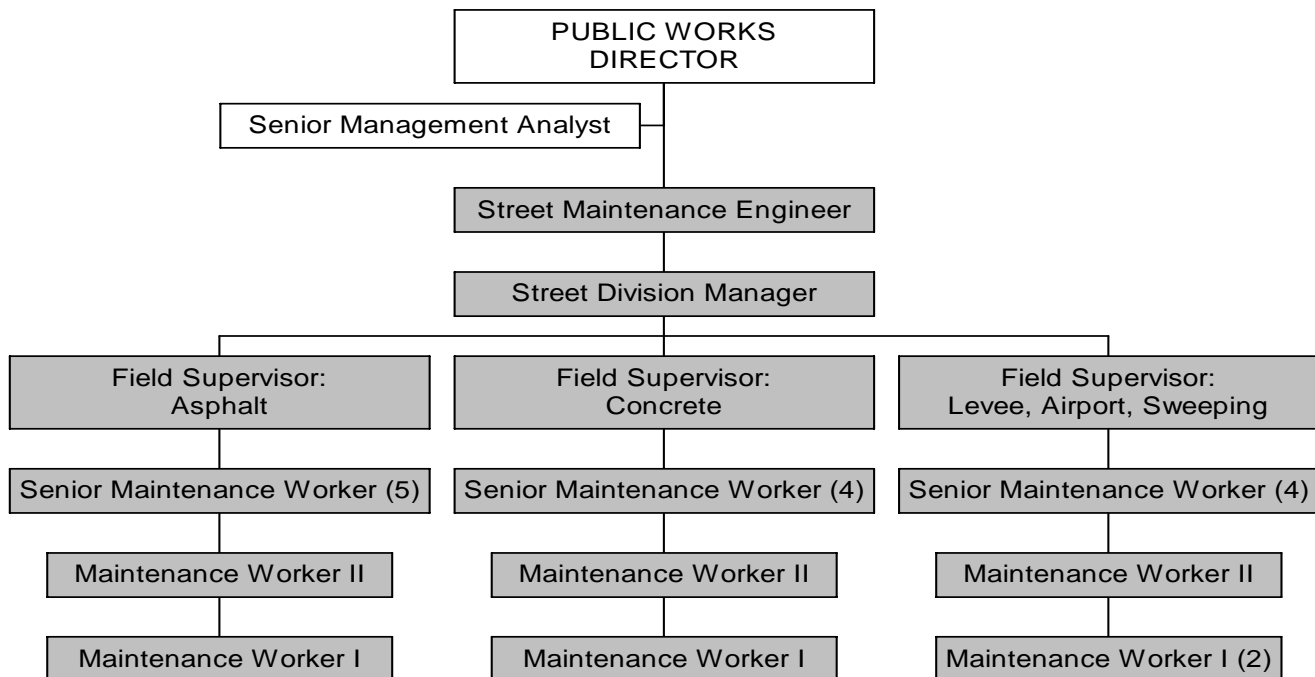 PUBLIC WORKS
DIRECTOR
Senior Management Analyst
Street Maintenance Engineer
Street Division Manager
Field Supervisor:
Asphalt
Field Supervisor:
Concrete
Field Supervisor:
Levee, Airport, Sweeping
Senior Maintenance Worker (5)
Senior Maintenance Worker (4)
Senior Maintenance Worker (4)
Maintenance Worker II
Maintenance Worker II
Maintenance Worker II
Maintenance Worker I
Maintenance Worker I
Maintenance Worker I (2)